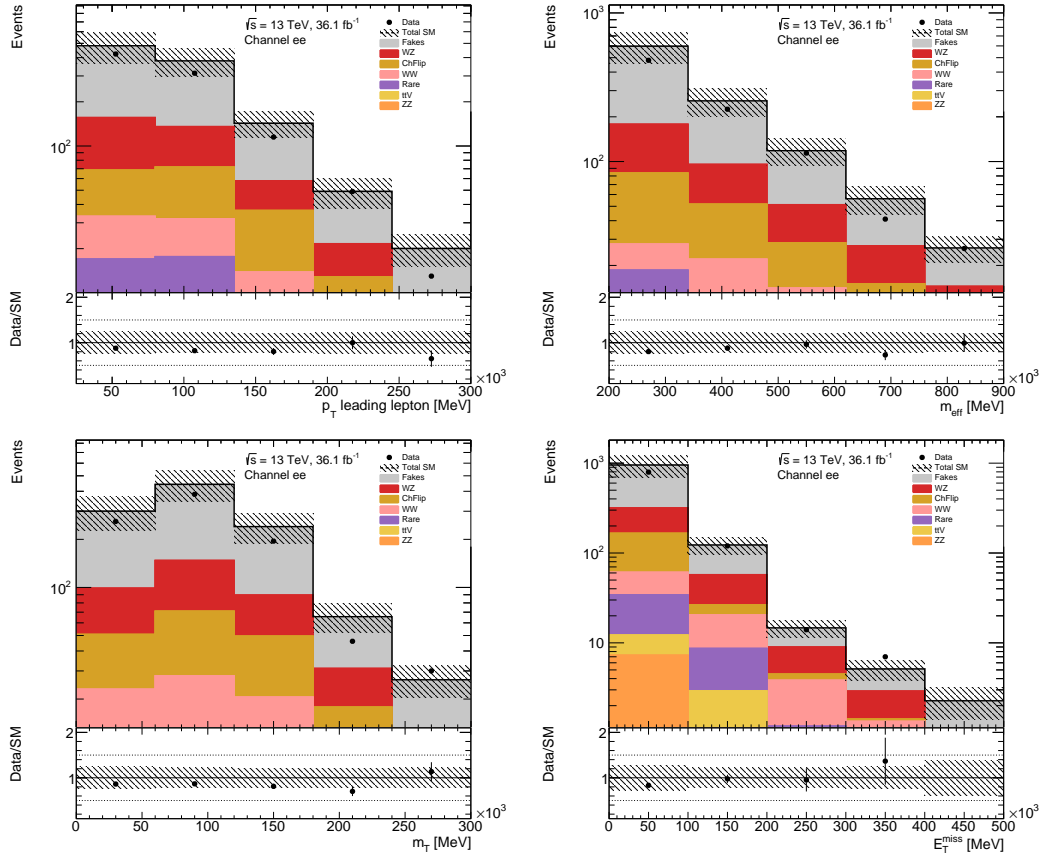 Events
√s = 13 TeV, 36.1 fb⁻¹
Channel ee
Data
Total SM
Fakes
WZ
ChFlip
WW
Rare
ttV
ZZ
10²
Data/SM
2
1
50 100 150 200 250 300
×10³
p_T leading lepton [MeV]
Events
√s = 13 TeV, 36.1 fb⁻¹
Channel ee
Data
Total SM
Fakes
WZ
ChFlip
WW
Rare
ttV
ZZ
10³
10²
Data/SM
2
1
200 300 400 500 600 700 800 900
×10³
m_eff [MeV]
Events
√s = 13 TeV, 36.1 fb⁻¹
Channel ee
Data
Total SM
Fakes
WZ
ChFlip
WW
Rare
ttV
ZZ
10²
Data/SM
2
1
0 50 100 150 200 250 300
×10³
m_T [MeV]
Events
√s = 13 TeV, 36.1 fb⁻¹
Channel ee
Data
Total SM
Fakes
WZ
ChFlip
WW
Rare
ttV
ZZ
10³
10²
10
1
Data/SM
2
1
0 50 100 150 200 250 300 350 400 450 500
×10³
E_T^miss [MeV]